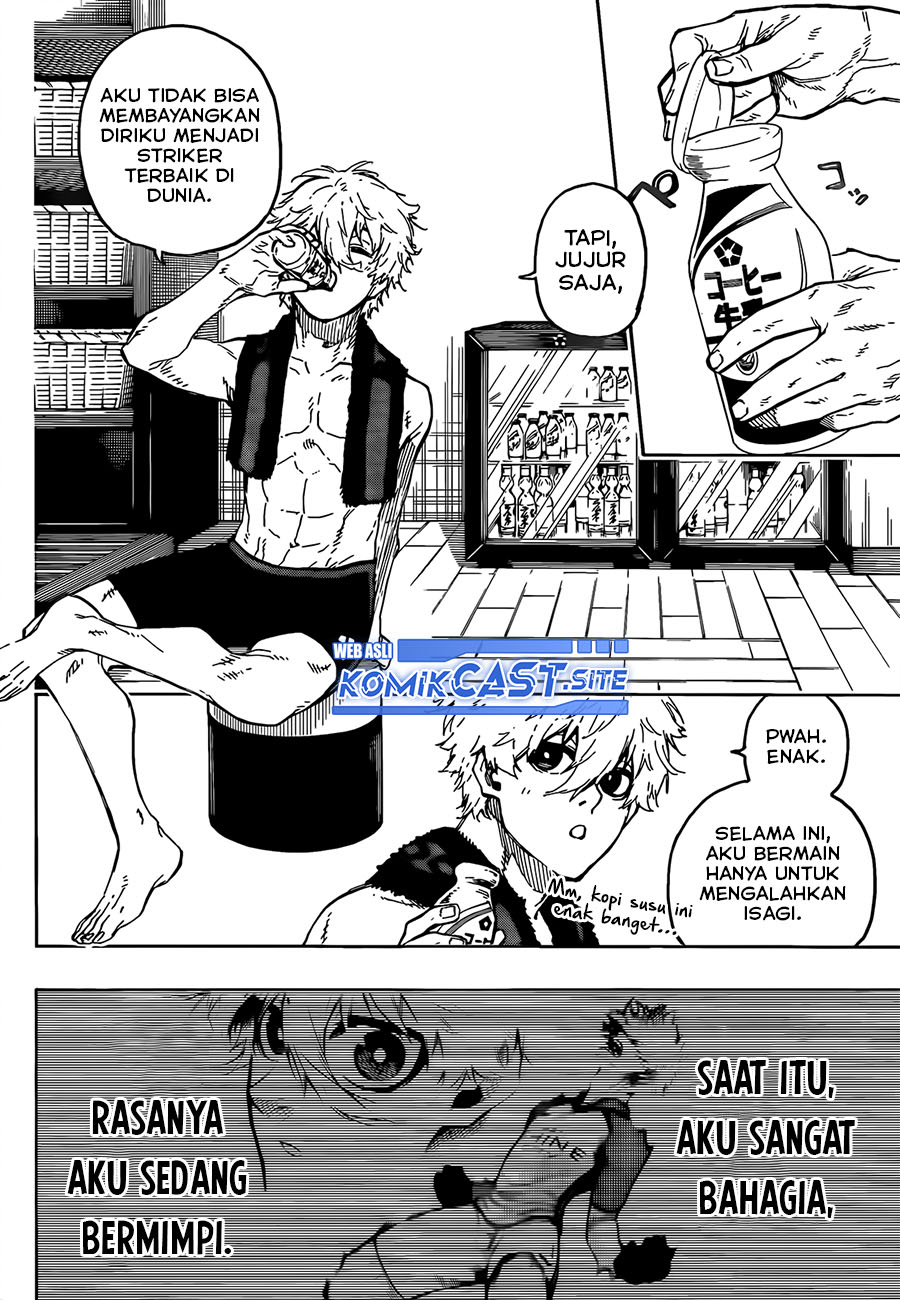 TAPI,
JUJUR
SAJA,
コッ
コーヒー
牛
AKU TIDAK BISA
MEMBAYANGKAN
DIRIKU MENJADI
STRIKER
TERBAIK DI
DUNIA.
WEB ASLI
KOMIKCAST.SITE
PWAH.
ENAK.
SELAMA INI,
AKU BERMAIN
HANYA UNTUK
MENGALAHKAN
ISAGI.
Mm, kopi susu ini
enak banget...
SAAT ITU,
AKU SANGAT
BAHAGIA,
RASANYA
AKU SEDANG
BERMIMPI.